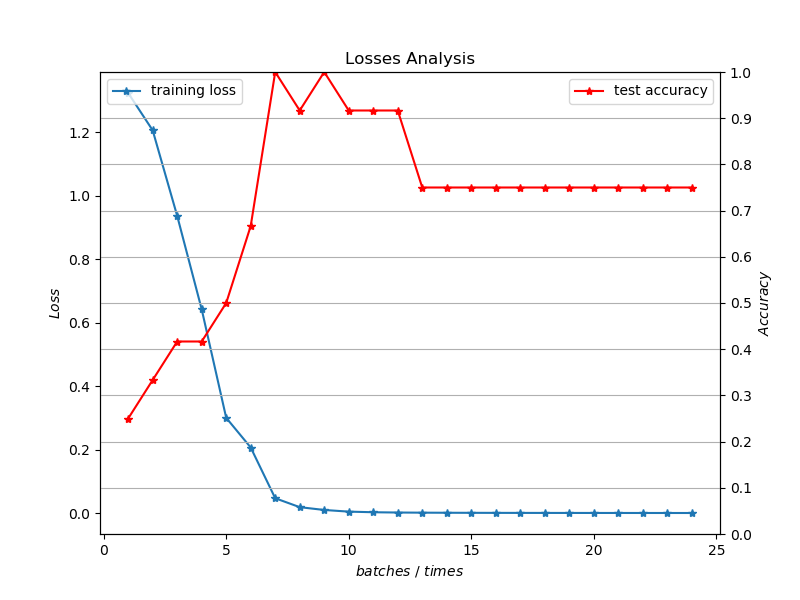 Losses Analysis
training loss
test accuracy
Loss
1.2
1.0
0.8
0.6
0.4
0.2
0.0
1.0
0.9
0.8
0.7
0.6
0.5
0.4
0.3
0.2
0.1
0.0
Accuracy
0 5 10 15 20 25
batches / times